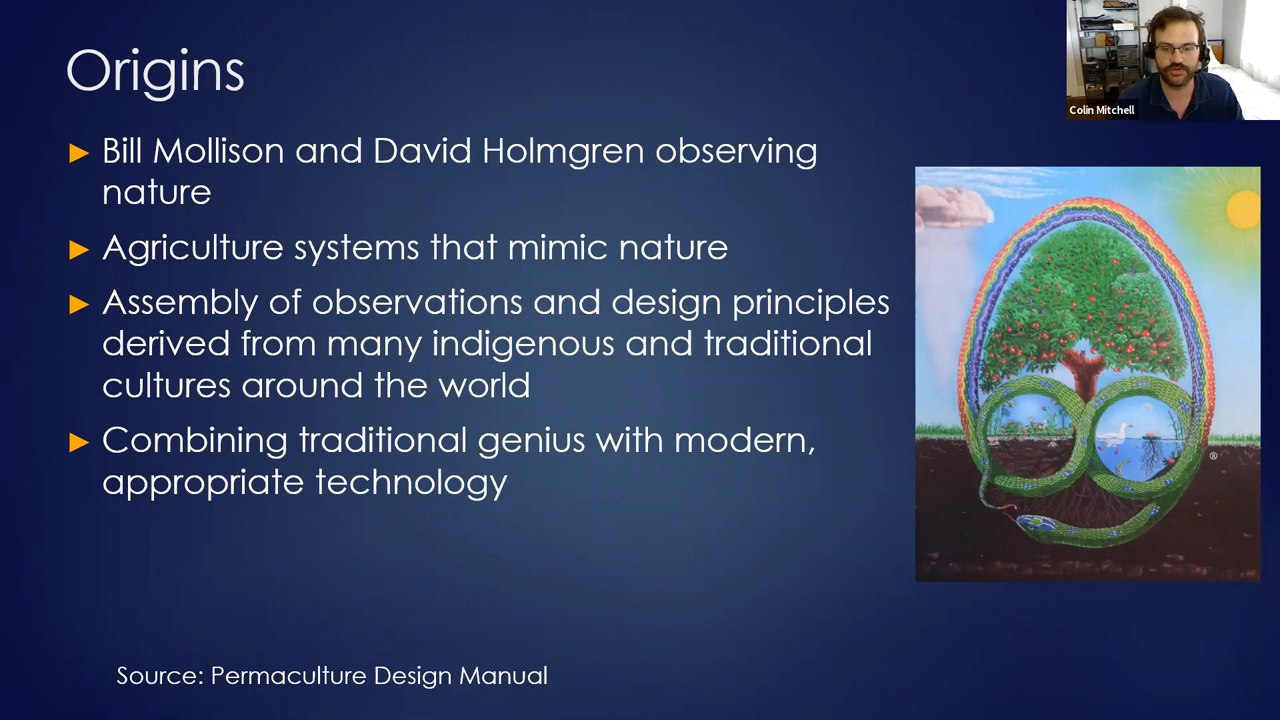 Origins
Colin Mitchell
► Bill Mollison and David Holmgren observing
nature
► Agriculture systems that mimic nature
► Assembly of observations and design principles
derived from many indigenous and traditional
cultures around the world
► Combining traditional genius with modern,
appropriate technology
®
Source: Permaculture Design Manual